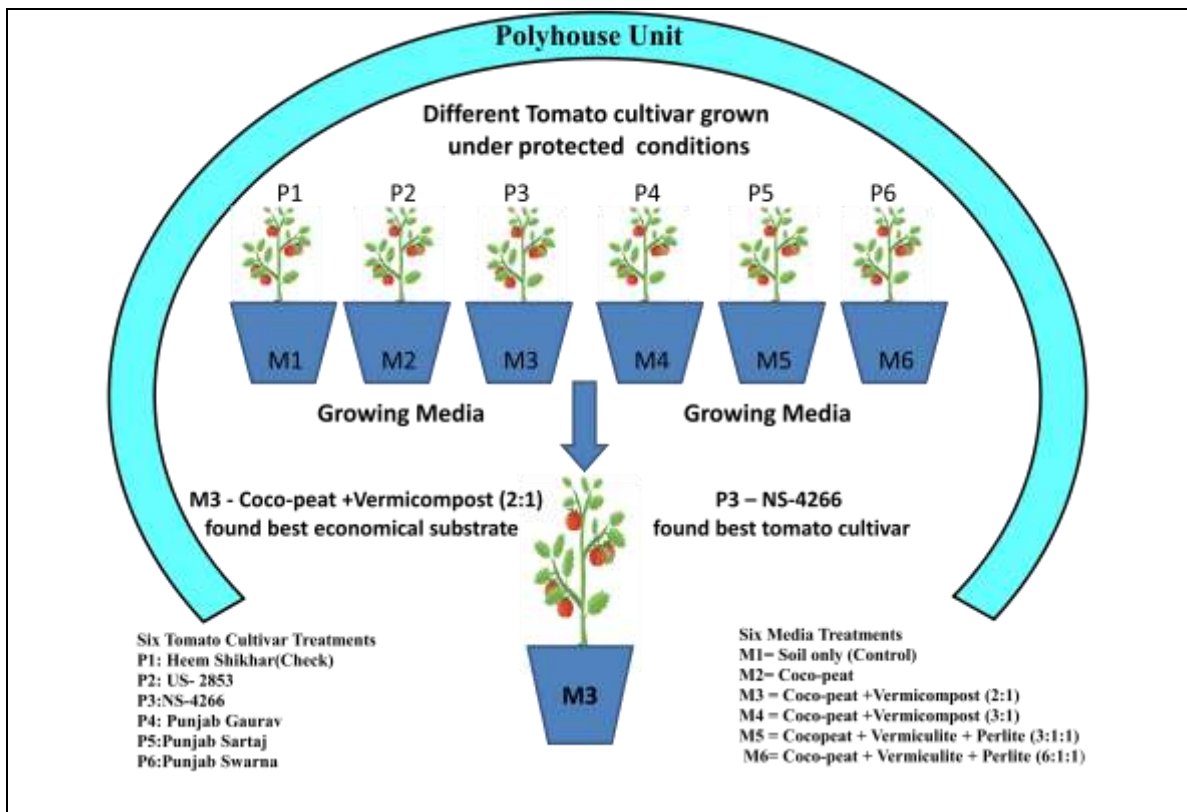 Polyhouse Unit
Different Tomato cultivar grown
under protected conditions
P1 P2 P3 P4 P5 P6
M1 M2 M3 M4 M5 M6
Growing Media Growing Media
M3 - Coco-peat +Vermicompost (2:1)
found best economical substrate
P3 – NS-4266
found best tomato cultivar
M3
Six Tomato Cultivar Treatments
P1: Heem Shikhar(Check)
P2: US- 2853
P3:NS-4266
P4: Punjab Gaurav
P5:Punjab Sartaj
P6:Punjab Swarna
Six Media Treatments
M1= Soil only (Control)
M2= Coco-peat
M3 = Coco-peat +Vermicompost (2:1)
M4 = Coco-peat +Vermicompost (3:1)
M5 = Cocopeat + Vermiculite + Perlite (3:1:1)
M6= Coco-peat + Vermiculite + Perlite (6:1:1)